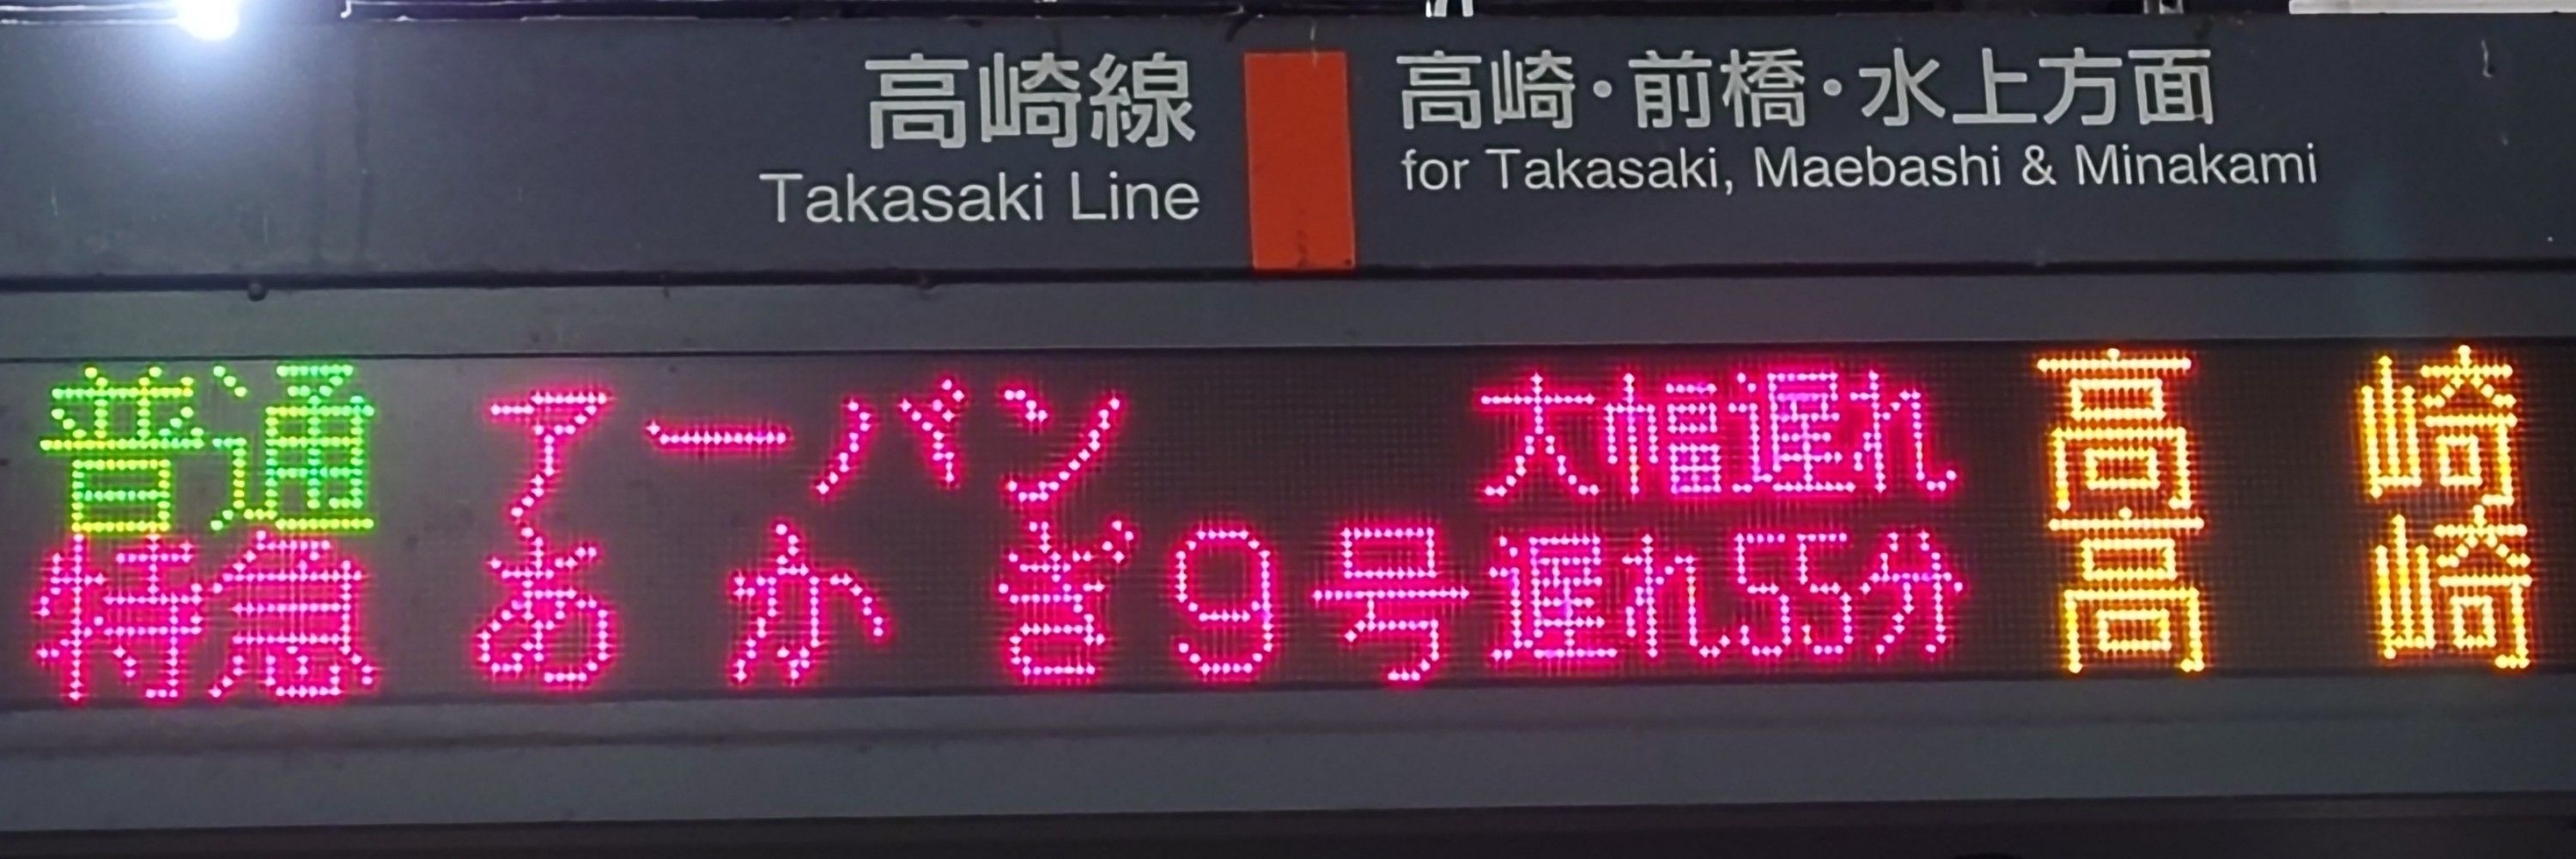 高崎線
Takasaki Line
高崎・前橋・水上方面
for Takasaki, Maebashi & Minakami
普通 アーバン 大幅遅れ 高崎
特急 あかぎ9号 遅れ55分 高崎